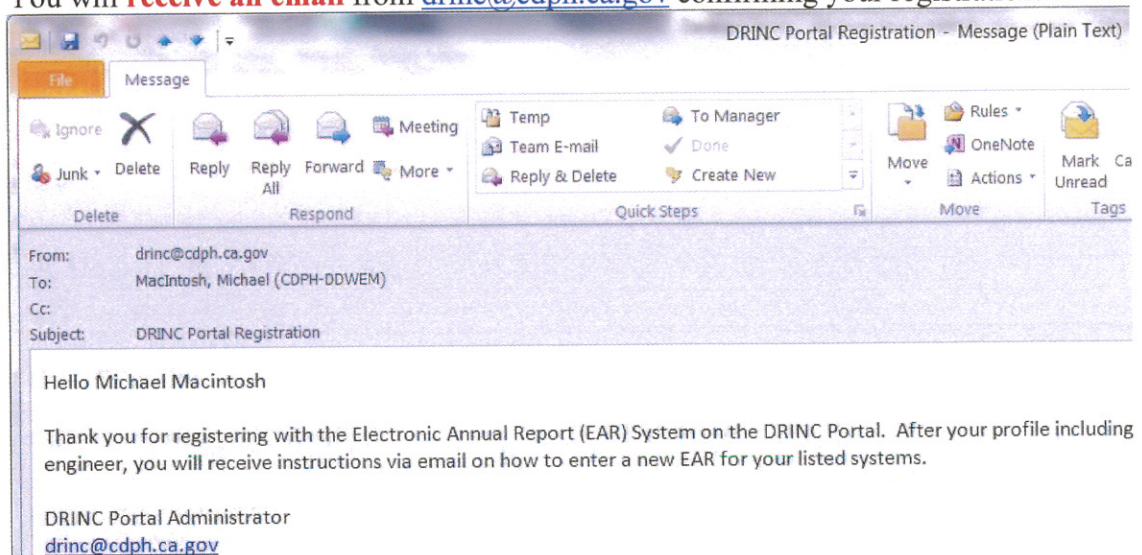 You will receive an email from drinc@cdph.ca.gov confirming your registration
DRINC Portal Registration - Message (Plain Text)
File Message
Ignore
Junk
Delete
Reply
Reply All
Forward
Meeting
More
Temp
Team E-mail
Reply & Delete
To Manager
Done
Create New
Move
Rules
OneNote
Actions
Mark Unread
Ca
Delete Respond Quick Steps Move Tags
From: drinc@cdph.ca.gov
To: MacIntosh, Michael (CDPH-DDWEM)
Cc:
Subject: DRINC Portal Registration
Hello Michael Macintosh
Thank you for registering with the Electronic Annual Report (EAR) System on the DRINC Portal. After your profile including
engineer, you will receive instructions via email on how to enter a new EAR for your listed systems.
DRINC Portal Administrator
drinc@cdph.ca.gov